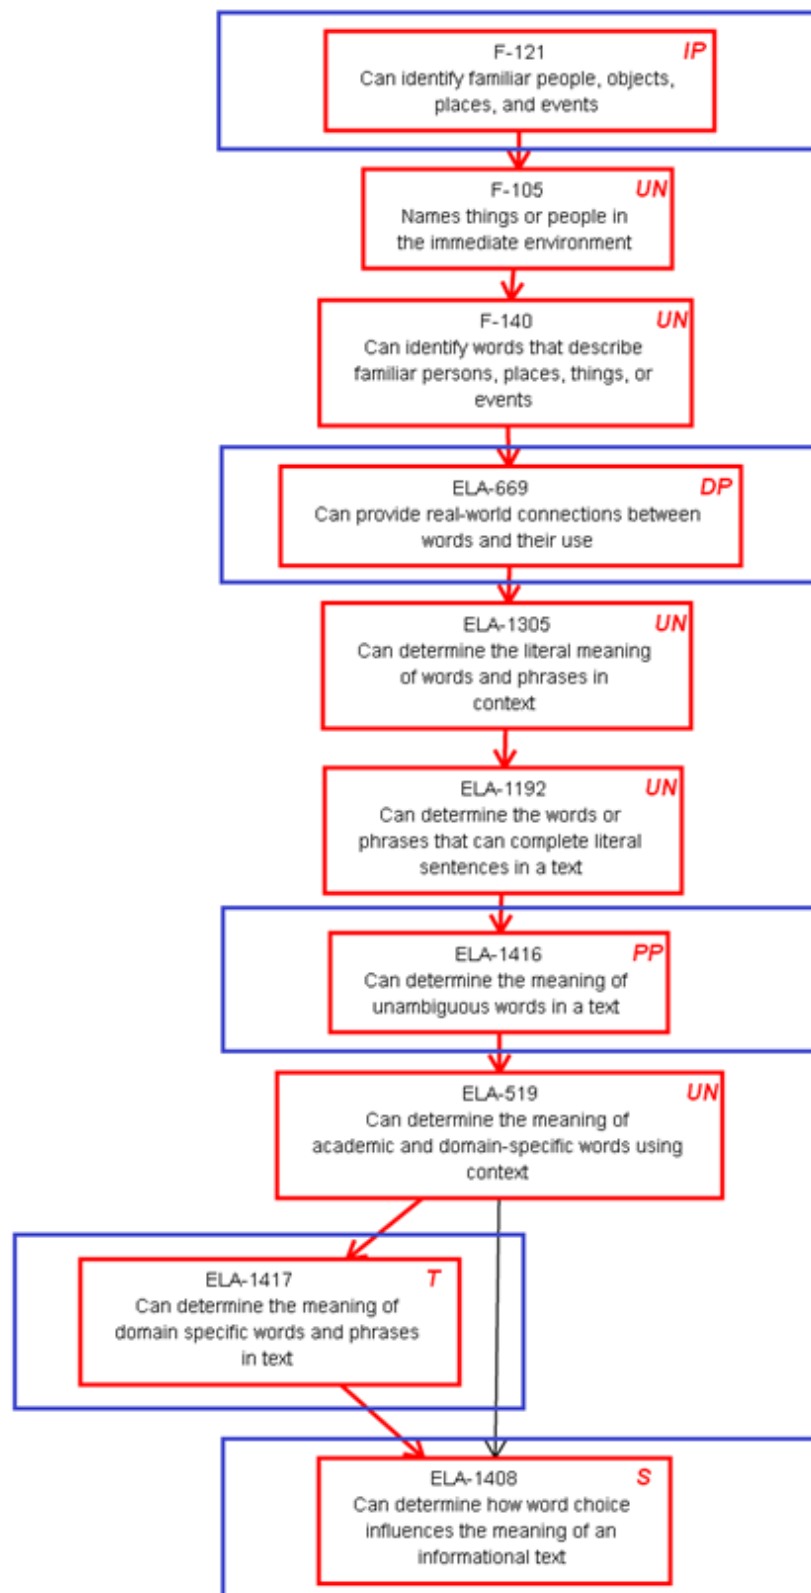 F-121 IP
Can identify familiar people, objects,
places, and events
F-105 UN
Names things or people in
the immediate environment
F-140 UN
Can identify words that describe
familiar persons, places, things, or
events
ELA-669 DP
Can provide real-world connections between
words and their use
ELA-1305 UN
Can determine the literal meaning
of words and phrases in
context
ELA-1192 UN
Can determine the words or
phrases that can complete literal
sentences in a text
ELA-1416 PP
Can determine the meaning of
unambiguous words in a text
ELA-519 UN
Can determine the meaning of
academic and domain-specific words using
context
ELA-1417 T
Can determine the meaning of
domain specific words and phrases
in text
ELA-1408 S
Can determine how word choice
influences the meaning of an
informational text